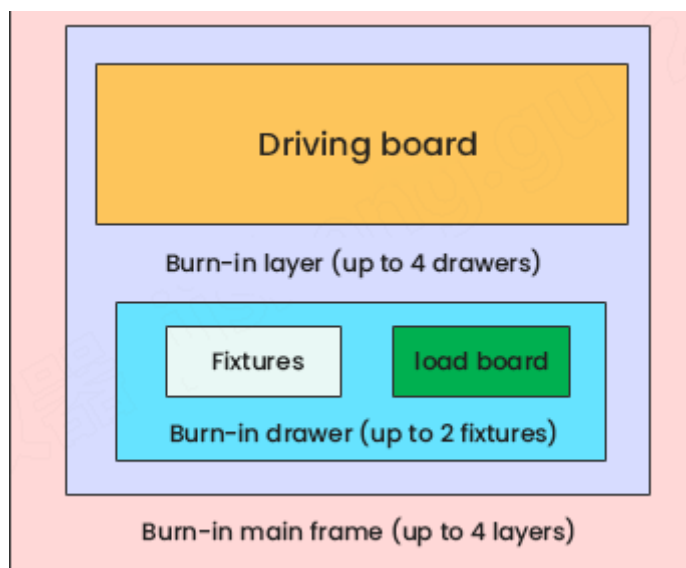 Driving board
Burn-in layer (up to 4 drawers)
Fixtures
load board
Burn-in drawer (up to 2 fixtures)
Burn-in main frame (up to 4 layers)